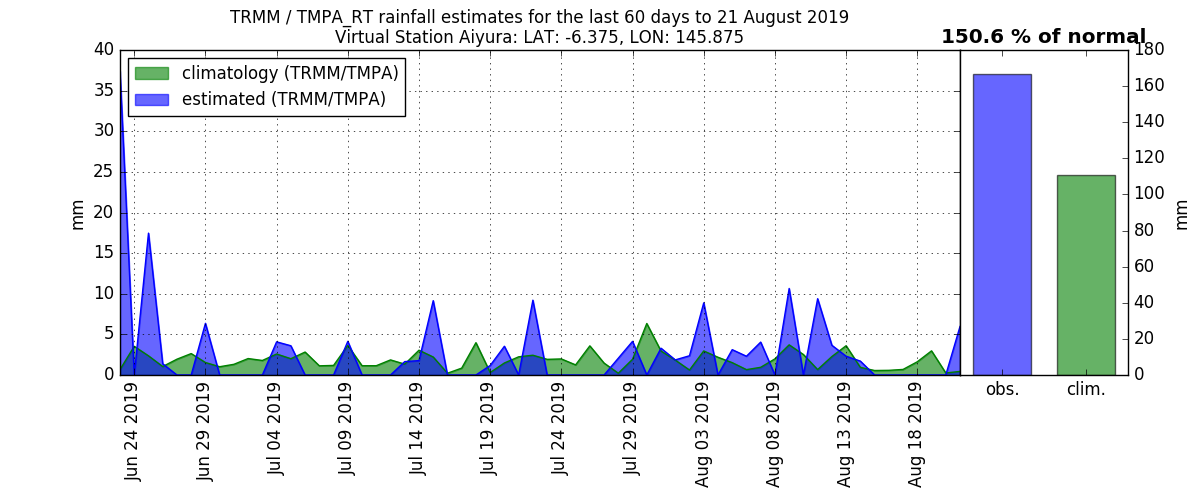 TRMM / TMPA_RT rainfall estimates for the last 60 days to 21 August 2019
Virtual Station Aiyura: LAT: -6.375, LON: 145.875
150.6 % of normal
climatology (TRMM/TMPA)
estimated (TRMM/TMPA)
mm
40
35
30
25
20
15
10
5
0
Jun 24 2019
Jun 29 2019
Jul 04 2019
Jul 09 2019
Jul 14 2019
Jul 19 2019
Jul 24 2019
Jul 29 2019
Aug 03 2019
Aug 08 2019
Aug 13 2019
Aug 18 2019
obs.
clim.
180
160
140
120
100
80
60
40
20
0
mm